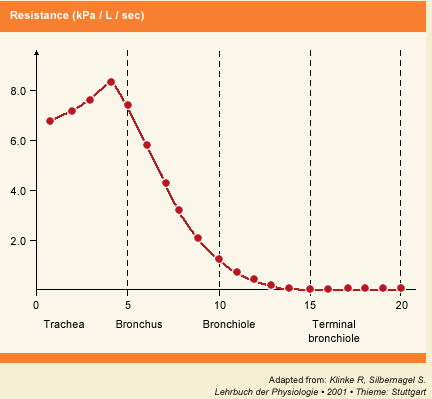 Resistance (kPa / L / sec)
8.0
6.0
4.0
2.0
0 5 10 15 20
Trachea Bronchus Bronchiole Terminal
bronchiole
Adapted from: Klinke R, Silbernagel S.
Lehrbuch der Physiologie • 2001 • Thieme: Stuttgart